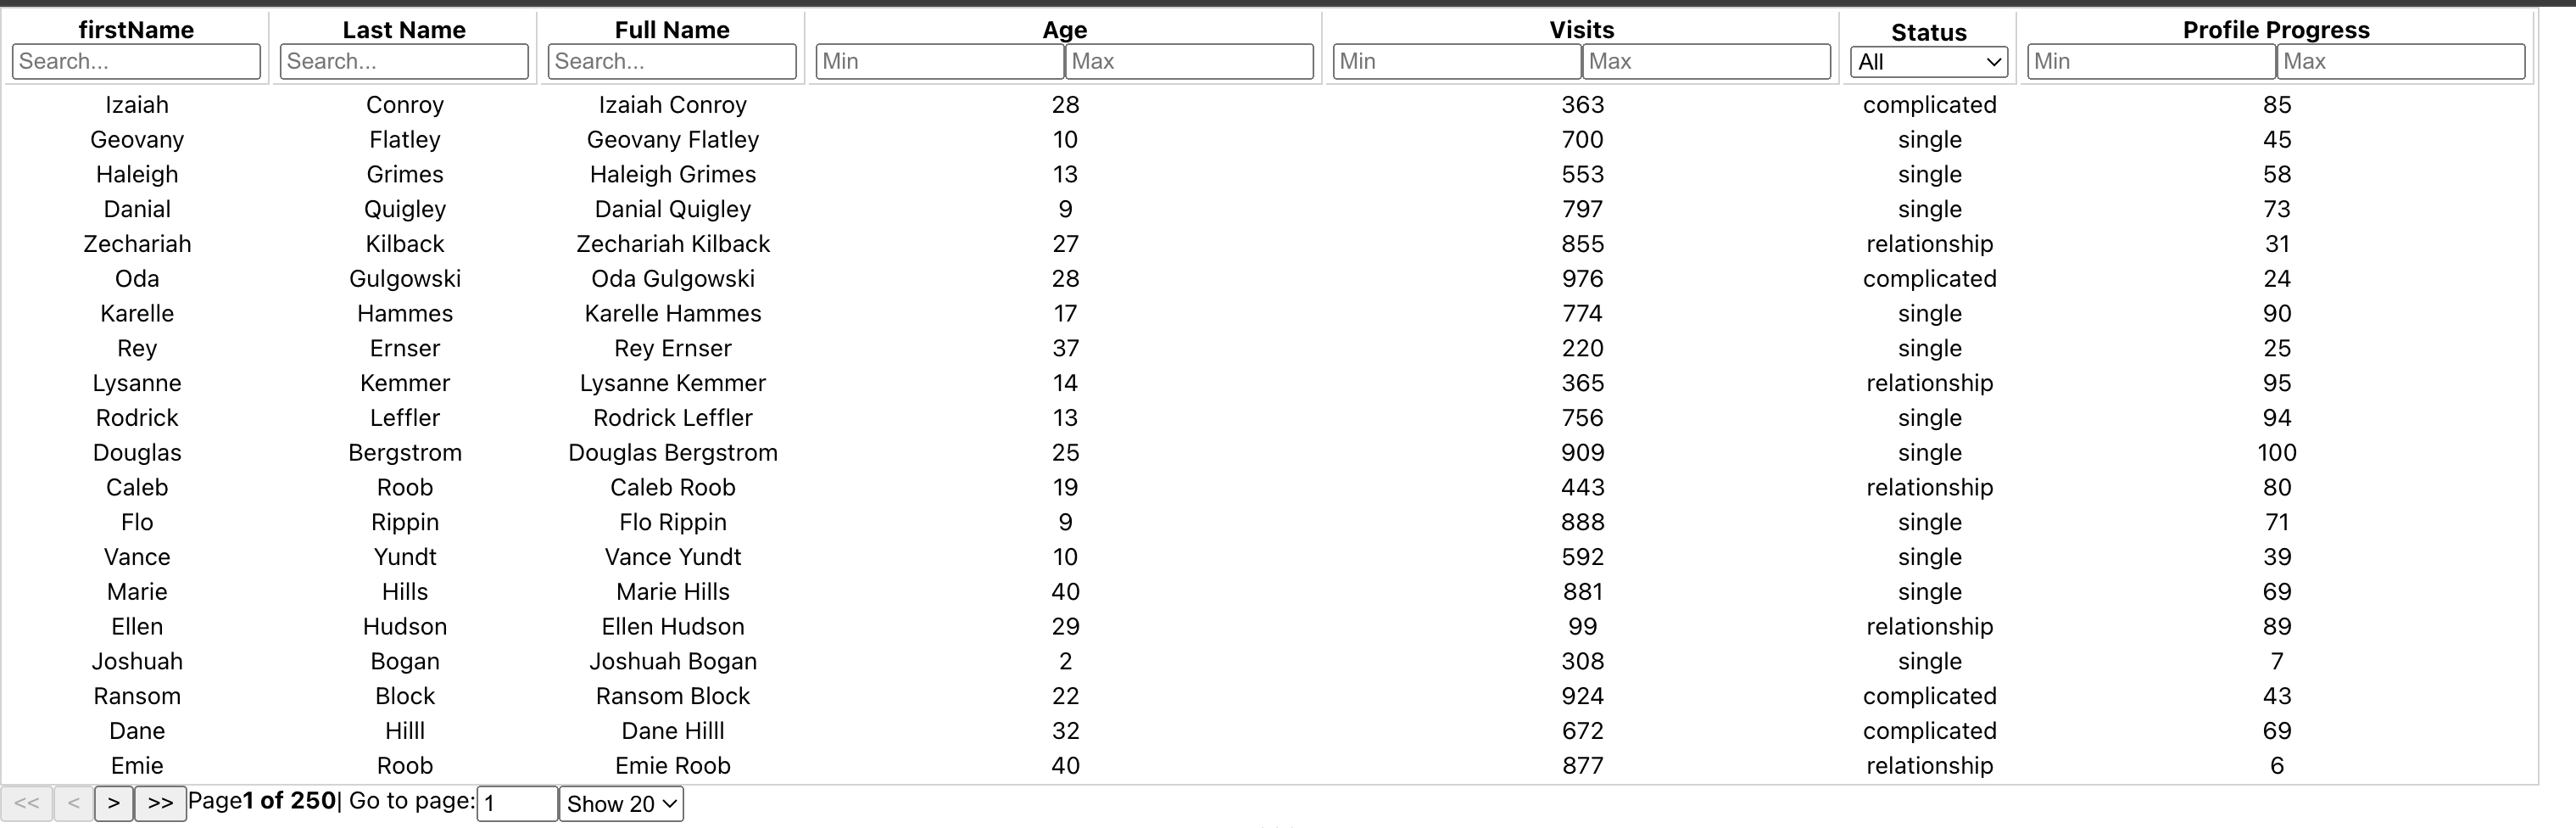 firstName Last Name Full Name Age Visits Status Profile Progress
Search... Search... Search... Min Max Min Max All Min Max
Izaiah Conroy Izaiah Conroy 28 363 complicated 85
Geovany Flatley Geovany Flatley 10 700 single 45
Haleigh Grimes Haleigh Grimes 13 553 single 58
Danial Quigley Danial Quigley 9 797 single 73
Zechariah Kilback Zechariah Kilback 27 855 relationship 31
Oda Gulgowski Oda Gulgowski 28 976 complicated 24
Karelle Hammes Karelle Hammes 17 774 single 90
Rey Ernser Rey Ernser 37 220 single 25
Lysanne Kemmer Lysanne Kemmer 14 365 relationship 95
Rodrick Leffler Rodrick Leffler 13 756 single 94
Douglas Bergstrom Douglas Bergstrom 25 909 single 100
Caleb Roob Caleb Roob 19 443 relationship 80
Flo Rippin Flo Rippin 9 888 single 71
Vance Yundt Vance Yundt 10 592 single 39
Marie Hills Marie Hills 40 881 single 69
Ellen Hudson Ellen Hudson 29 99 relationship 89
Joshuah Bogan Joshuah Bogan 2 308 single 7
Ransom Block Ransom Block 22 924 complicated 43
Dane Hilll Dane Hilll 32 672 complicated 69
Emie Roob Emie Roob 40 877 relationship 6
<< < > >> Page1 of 250| Go to page: 1 Show 20